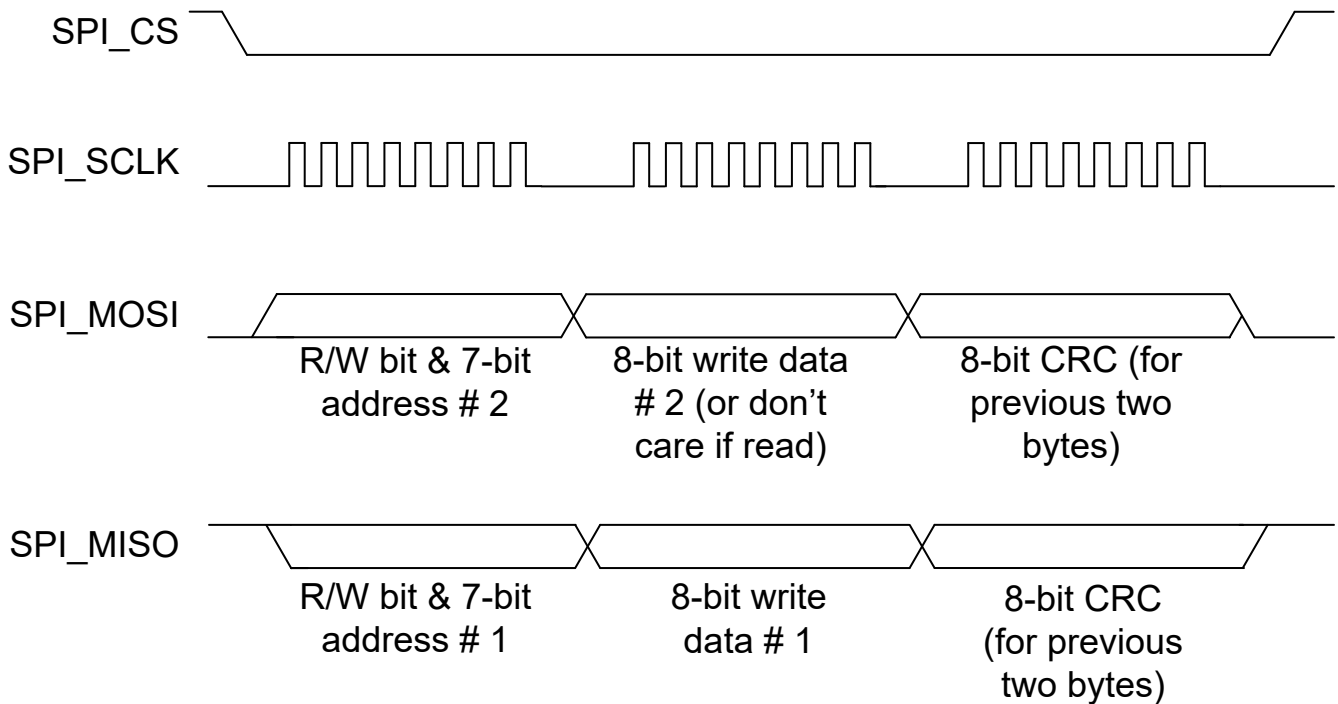 SPI_CS
SPI_SCLK
SPI_MOSI
R/W bit & 7-bit
address # 2
8-bit write data
# 2 (or don’t
care if read)
8-bit CRC (for
previous two
bytes)
SPI_MISO
R/W bit & 7-bit
address # 1
8-bit write
data # 1
8-bit CRC
(for previous
two bytes)